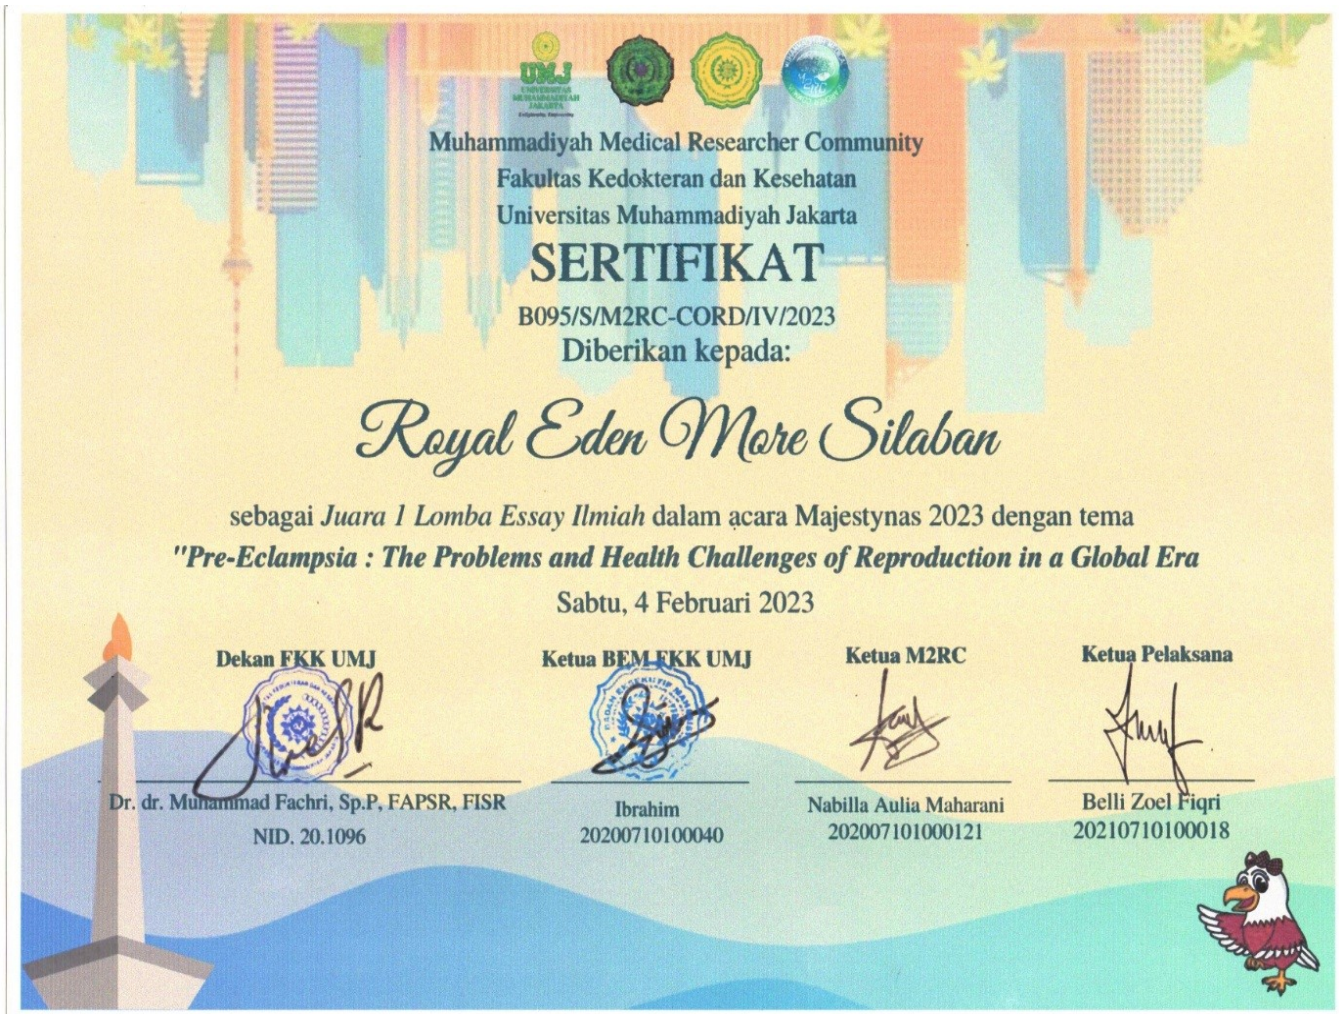 UMJ
UNIVERSITAS
MUHAMMADIYAH
JAKARTA
Muhammadiyah Medical Researcher Community
Fakultas Kedokteran dan Kesehatan
Universitas Muhammadiyah Jakarta
SERTIFIKAT
B095/S/M2RC-CORD/IV/2023
Diberikan kepada:
Royal Eden More Silaban
sebagai Juara 1 Lomba Essay Ilmiah dalam acara Majestynas 2023 dengan tema
"Pre-Eclampsia : The Problems and Health Challenges of Reproduction in a Global Era
Sabtu, 4 Februari 2023
Dekan FKK UMJ
Ketua BEM FKK UMJ
Ketua M2RC
Ketua Pelaksana
Dr. dr. Muhammad Fachri, Sp.P, FAPSR, FISR
NID. 20.1096
Ibrahim
20200710100040
Nabilla Aulia Maharani
202007101000121
Belli Zoel Fiqri
20210710100018